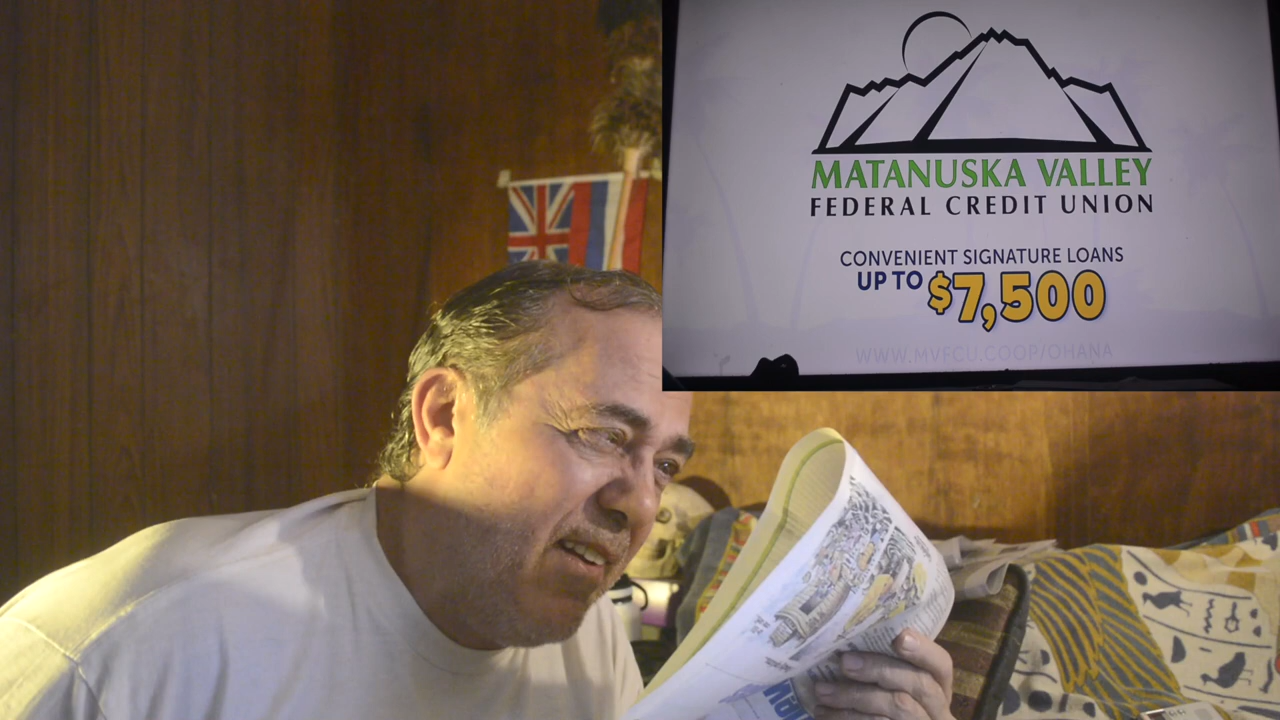 MATANUSKA VALLEY
FEDERAL CREDIT UNION
CONVENIENT SIGNATURE LOANS
UP TO $7,500
WWW.MVFCU.COOP/OHANA